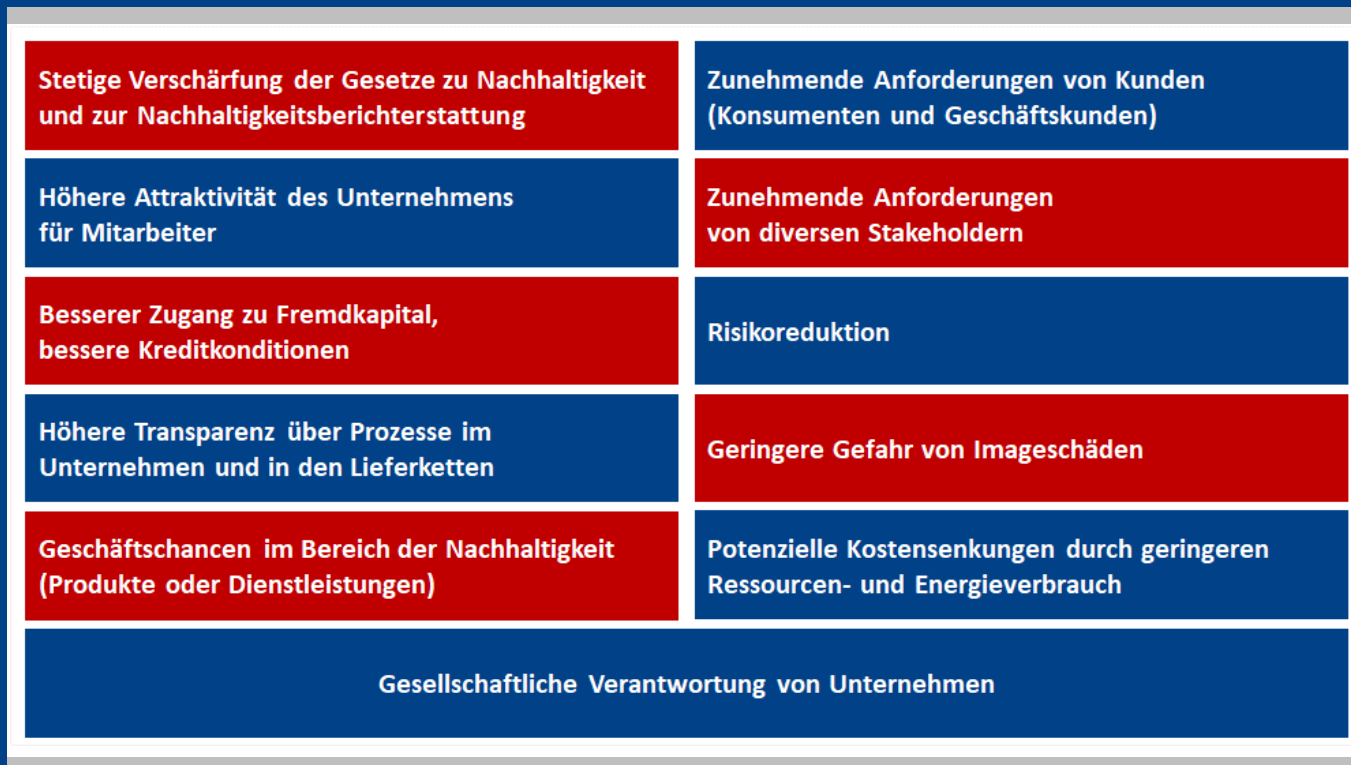 Stetige Verschärfung der Gesetze zu Nachhaltigkeit
und zur Nachhaltigkeitsberichterstattung
Zunehmende Anforderungen von Kunden
(Konsumenten und Geschäftskunden)
Höhere Attraktivität des Unternehmens
für Mitarbeiter
Zunehmende Anforderungen
von diversen Stakeholdern
Besserer Zugang zu Fremdkapital,
bessere Kreditkonditionen
Risikoreduktion
Höhere Transparenz über Prozesse im
Unternehmen und in den Lieferketten
Geringere Gefahr von Imageschäden
Geschäftschancen im Bereich der Nachhaltigkeit
(Produkte oder Dienstleistungen)
Potenzielle Kostensenkungen durch geringeren
Ressourcen- und Energieverbrauch
Gesellschaftliche Verantwortung von Unternehmen